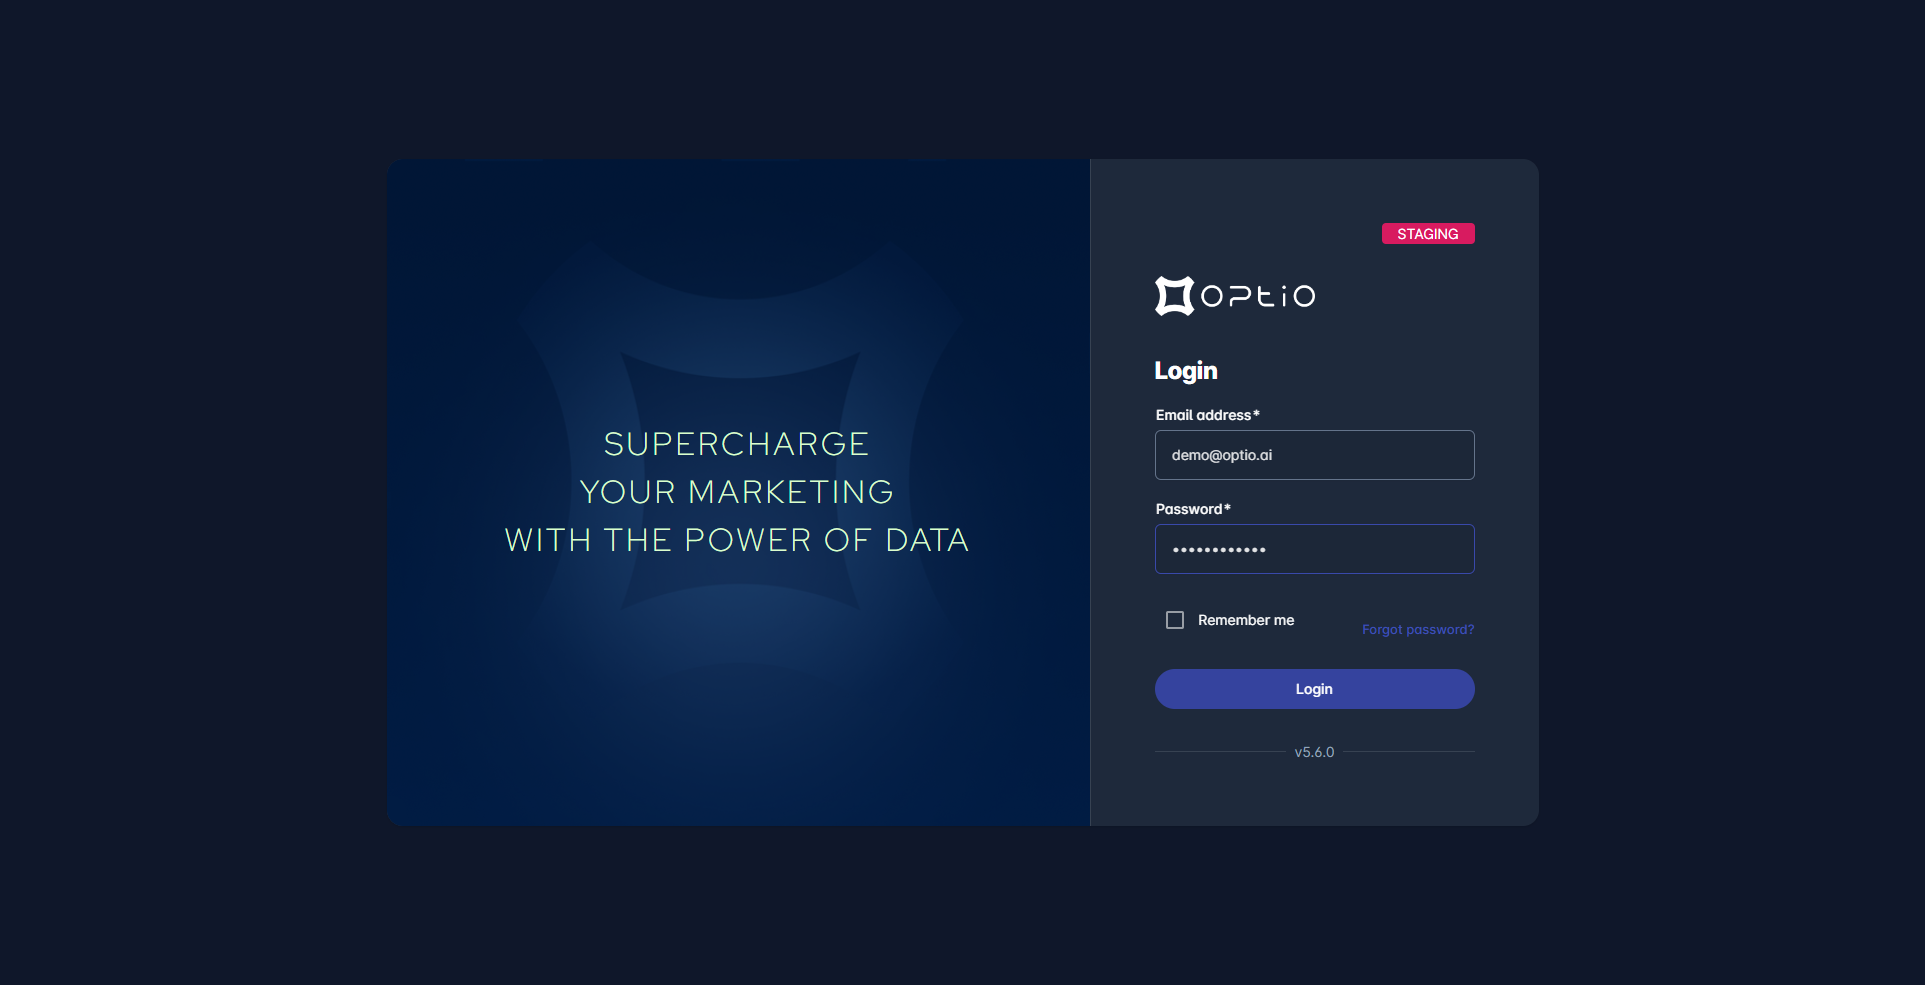 SUPERCHARGE
YOUR MARKETING
WITH THE POWER OF DATA
STAGING
optio
Login
Email address*
demo@optio.ai
Password*
••••••••••••
Remember me
Forgot password?
Login
v5.6.0